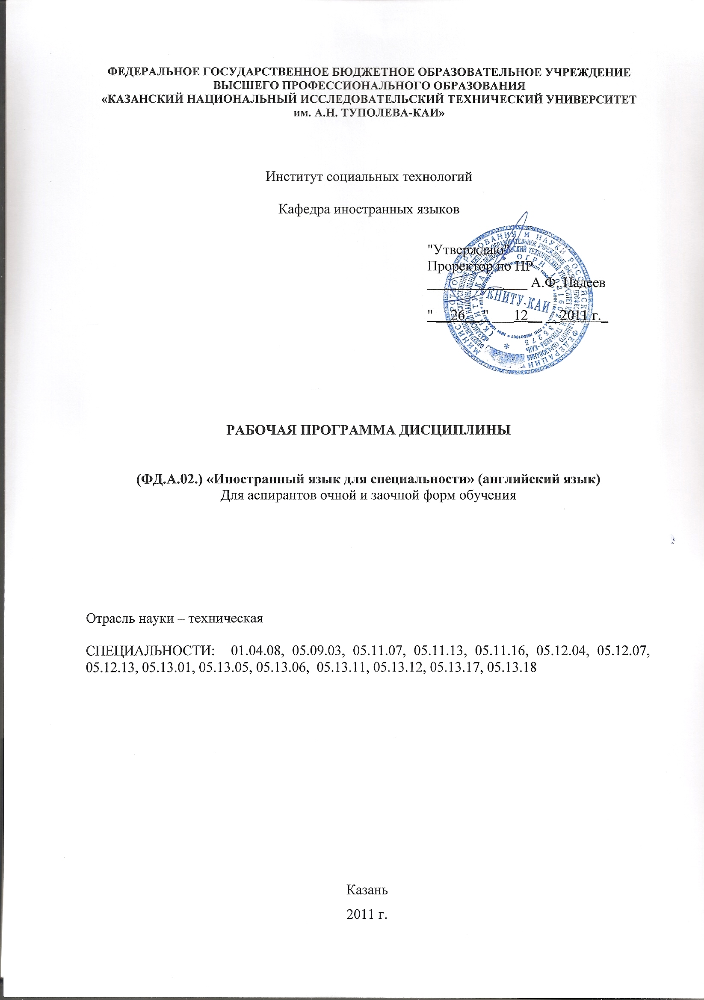 ФЕДЕРАЛЬНОЕ ГОСУДАРСТВЕННОЕ БЮДЖЕТНОЕ ОБРАЗОВАТЕЛЬНОЕ УЧРЕЖДЕНИЕ
ВЫСШЕГО ПРОФЕССИОНАЛЬНОГО ОБРАЗОВАНИЯ
«КАЗАНСКИЙ НАЦИОНАЛЬНЫЙ ИССЛЕДОВАТЕЛЬСКИЙ ТЕХНИЧЕСКИЙ УНИВЕРСИТЕТ
им. А.Н. ТУПОЛЕВА-КАИ»
Институт социальных технологий
Кафедра иностранных языков
"Утверждаю"
Проректор по НР
______________ А.Ф. Надеев
"___26___" ___12__ __2011 г._
КНИТУ-КАИ
РАБОЧАЯ ПРОГРАММА ДИСЦИПЛИНЫ
(ФД.А.02.) «Иностранный язык для специальности» (английский язык)
Для аспирантов очной и заочной форм обучения
Отрасль науки – техническая
СПЕЦИАЛЬНОСТИ: 01.04.08, 05.09.03, 05.11.07, 05.11.13, 05.11.16, 05.12.04, 05.12.07,
05.12.13, 05.13.01, 05.13.05, 05.13.06, 05.13.11, 05.13.12, 05.13.17, 05.13.18
Казань
2011 г.